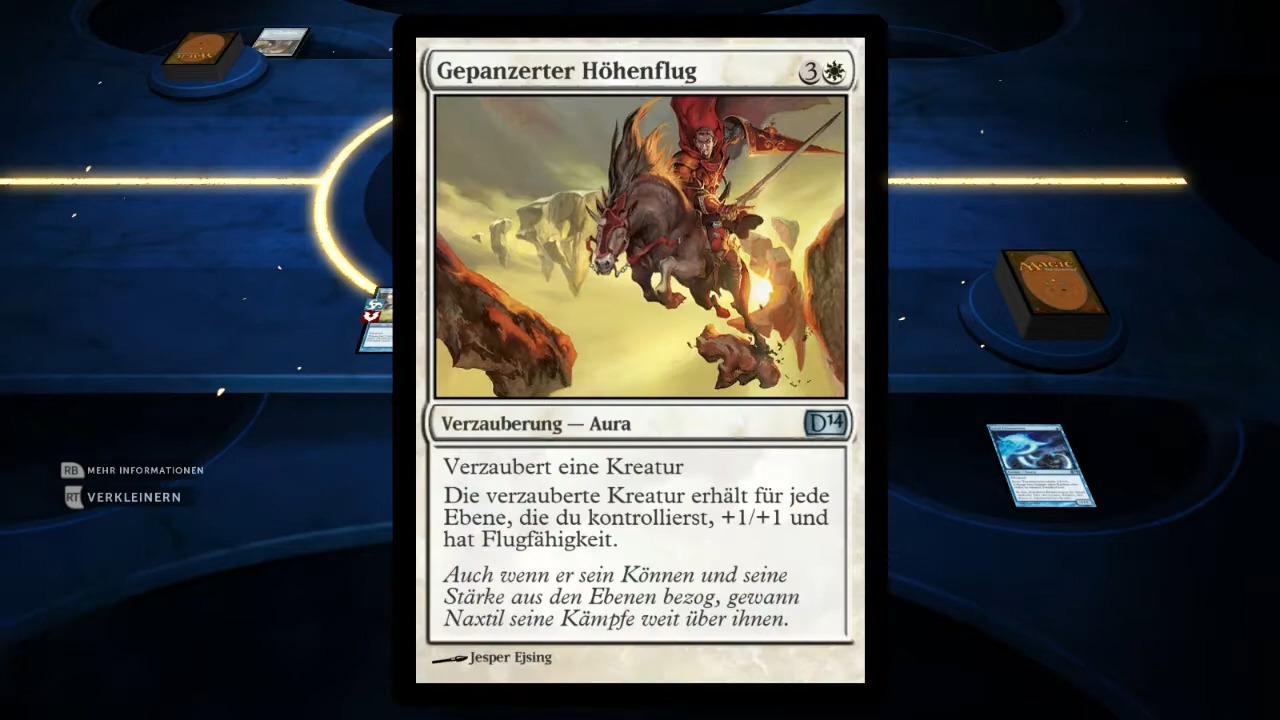 Gepanzerter Höhenflug
3
Verzauberung — Aura
D14
Verzaubert eine Kreatur
Die verzauberte Kreatur erhält für jede
Ebene, die du kontrollierst, +1/+1 und
hat Flugfähigkeit.
Auch wenn er sein Können und seine
Stärke aus den Ebenen bezog, gewann
Naxtil seine Kämpfe weit über ihnen.
Jesper Ejsing
RB MEHR INFORMATIONEN
RT VERKLEINERN
MAGIC